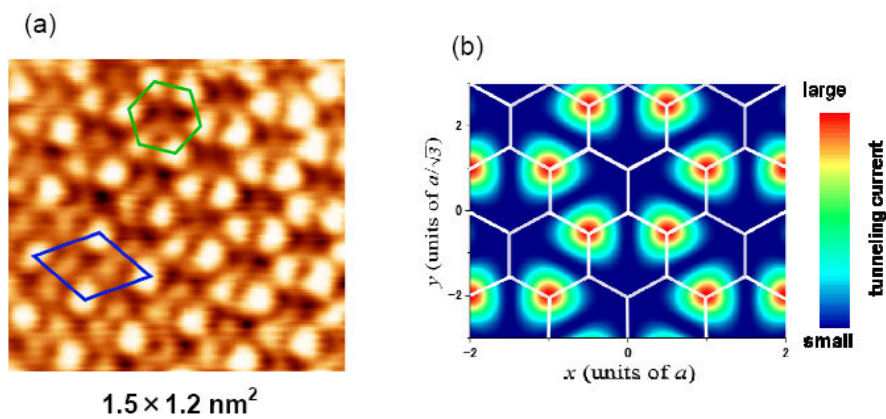 (a)
1.5×1.2 nm²
(b)
y (units of a/√3)
2
0
-2
-2
-1
0
1
2
x (units of a)
large
small
tunneling current